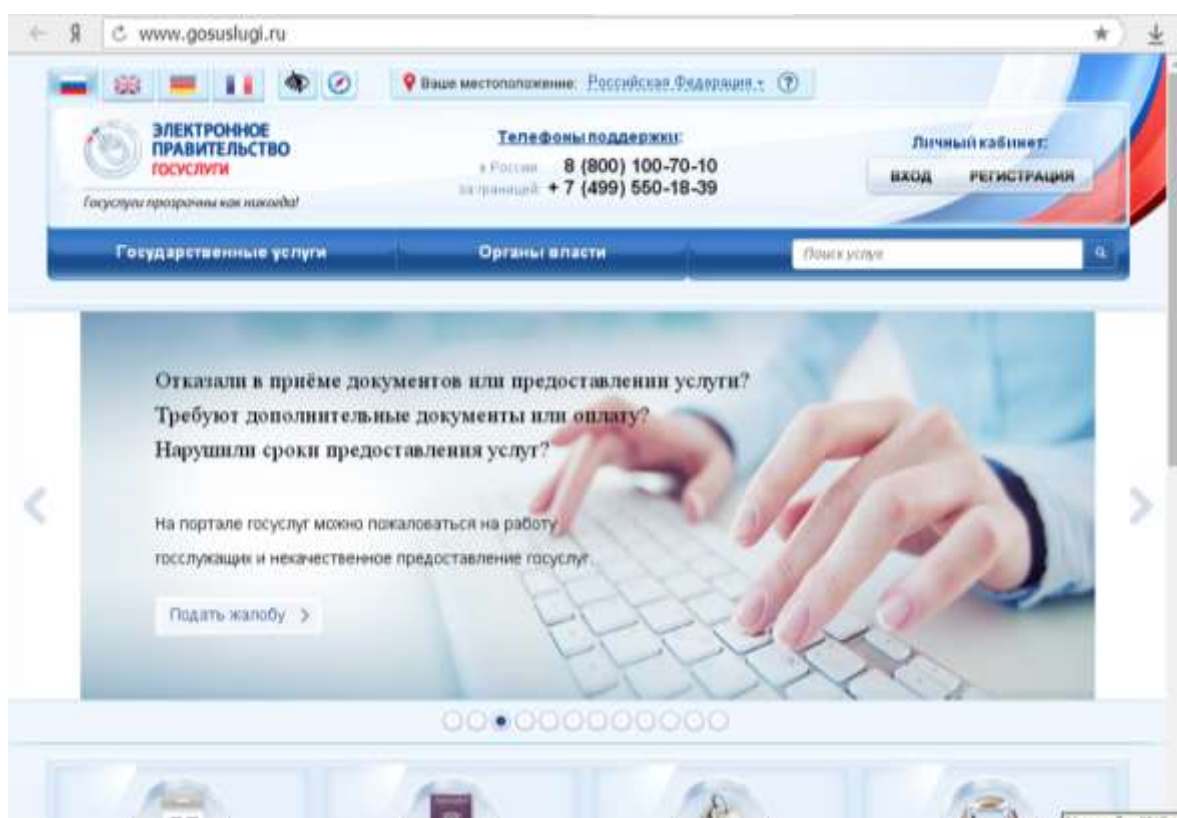 Я www.gosuslugi.ru
Ваше местоположение: Российская Федерация
ЭЛЕКТРОННОЕ
ПРАВИТЕЛЬСТВО
ГОСУСЛУГИ
Госуслуги прозрачны как никогда!
Телефоны поддержки:
в России 8 (800) 100-70-10
за границей + 7 (499) 550-18-39
Личный кабинет:
ВХОД РЕГИСТРАЦИЯ
Государственные услуги Органы власти Поиск услуг
Отказали в приёме документов или предоставлении услуги?
Требуют дополнительные документы или оплату?
Нарушили сроки предоставления услуг?
На портале госуслуг можно пожаловаться на работу
госслужащих и некачественное предоставление госуслуг.
Подать жалобу